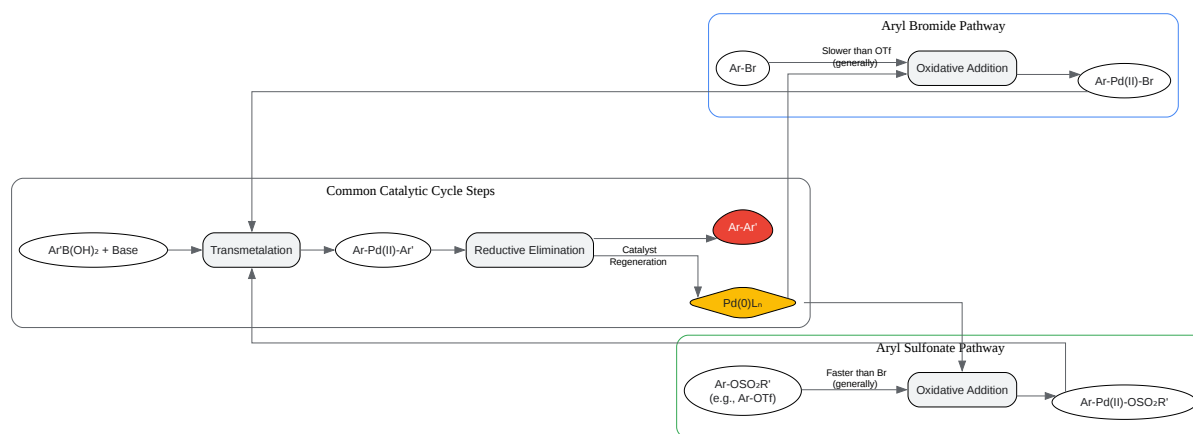 Aryl Bromide Pathway
Ar-Br
Slower than OTf
(generally)
Oxidative Addition
Ar-Pd(II)-Br
Common Catalytic Cycle Steps
Ar'B(OH)₂ + Base
Transmetalation
Ar-Pd(II)-Ar'
Reductive Elimination
Ar-Ar'
Catalyst
Regeneration
Pd(0)Lₙ
Aryl Sulfonate Pathway
Ar-OSO₂R'
(e.g., Ar-OTf)
Faster than Br
(generally)
Oxidative Addition
Ar-Pd(II)-OSO₂R'